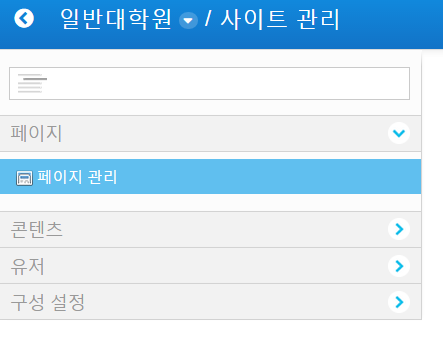 일반대학원 / 사이트 관리
페이지
페이지 관리
콘텐츠
유저
구성 설정